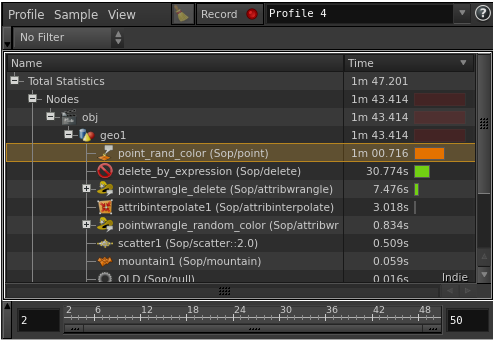 Profile Sample View Record Profile 4
No Filter
Name Time
Total Statistics 1m 47.201
Nodes 1m 43.414
obj 1m 43.414
geo1 1m 43.414
point_rand_color (Sop/point) 1m 00.716
delete_by_expression (Sop/delete) 30.774s
pointwrangle_delete (Sop/attribwrangle) 7.476s
attribinterpolate1 (Sop/attribinterpolate) 3.018s
pointwrangle_random_color (Sop/attribwr 0.834s
scatter1 (Sop/scatter::2.0) 0.509s
mountain1 (Sop/mountain) 0.059s
OLD (Sop/null) 0.016s Indie
2 2 6 12 18 24 30 36 42 48 50